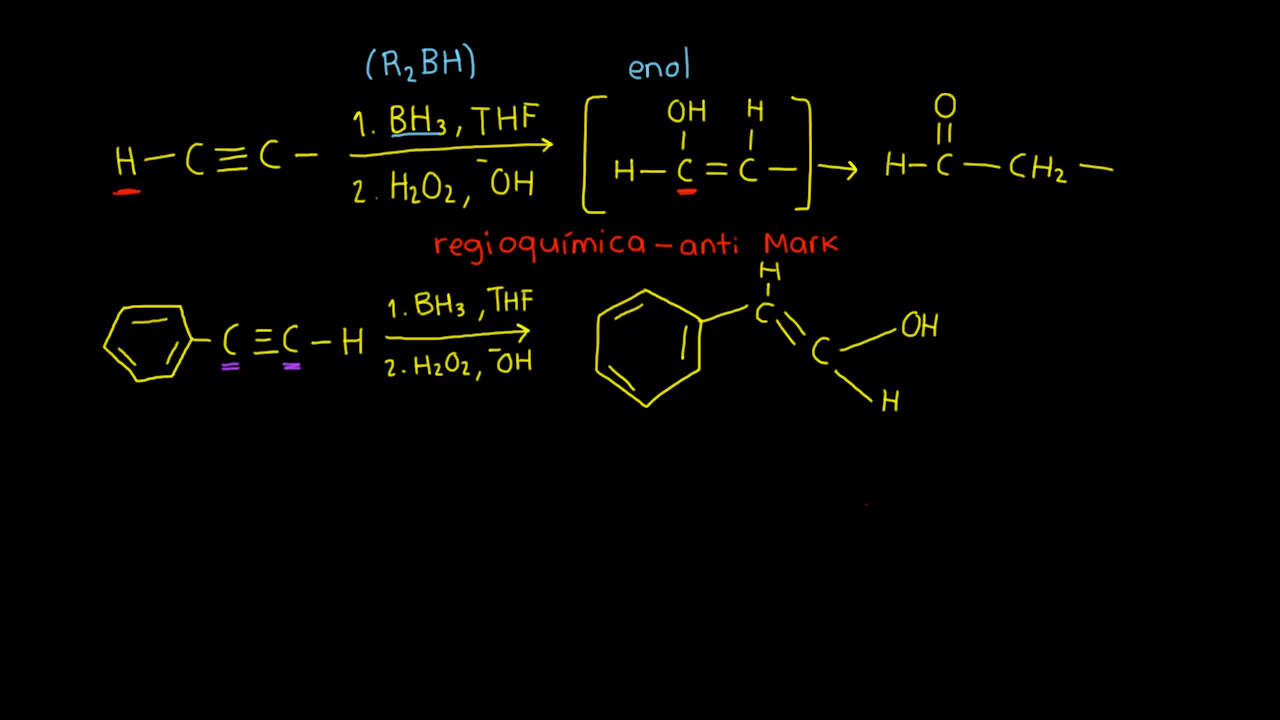 (R₂BH) enol
1. BH₃, THF OH H O
H—C≡C— → [H—C=C—] → H—C—CH₂—
2. H₂O₂, ⁻OH
regioquímica – anti Mark
H
1. BH₃, THF C OH
C≡C—H → C
2. H₂O₂, ⁻OH H